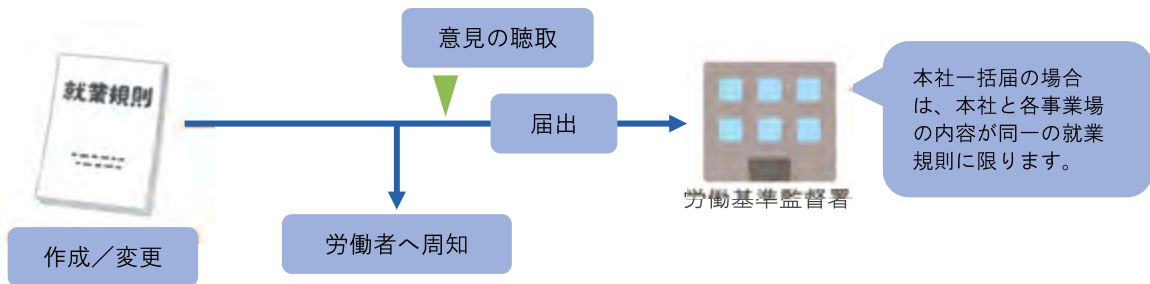 意見の聴取
就業規則
届出
本社一括届の場合
は、本社と各事業場
の内容が同一の就業
規則に限ります。
労働基準監督署
労働者へ周知
作成／変更